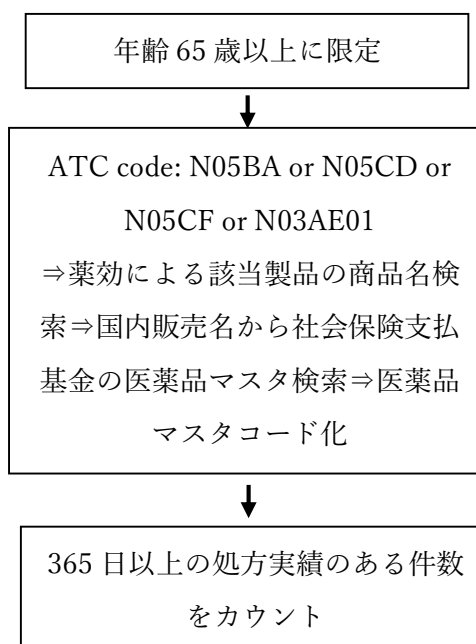 年齢 65 歳以上に限定
ATC code: N05BA or N05CD or
N05CF or N03AE01
⇒薬効による該当製品の商品名検
索⇒国内販売名から社会保険支払
基金の医薬品マスタ検索⇒医薬品
マスタコード化
365 日以上の処方実績のある件数
をカウント